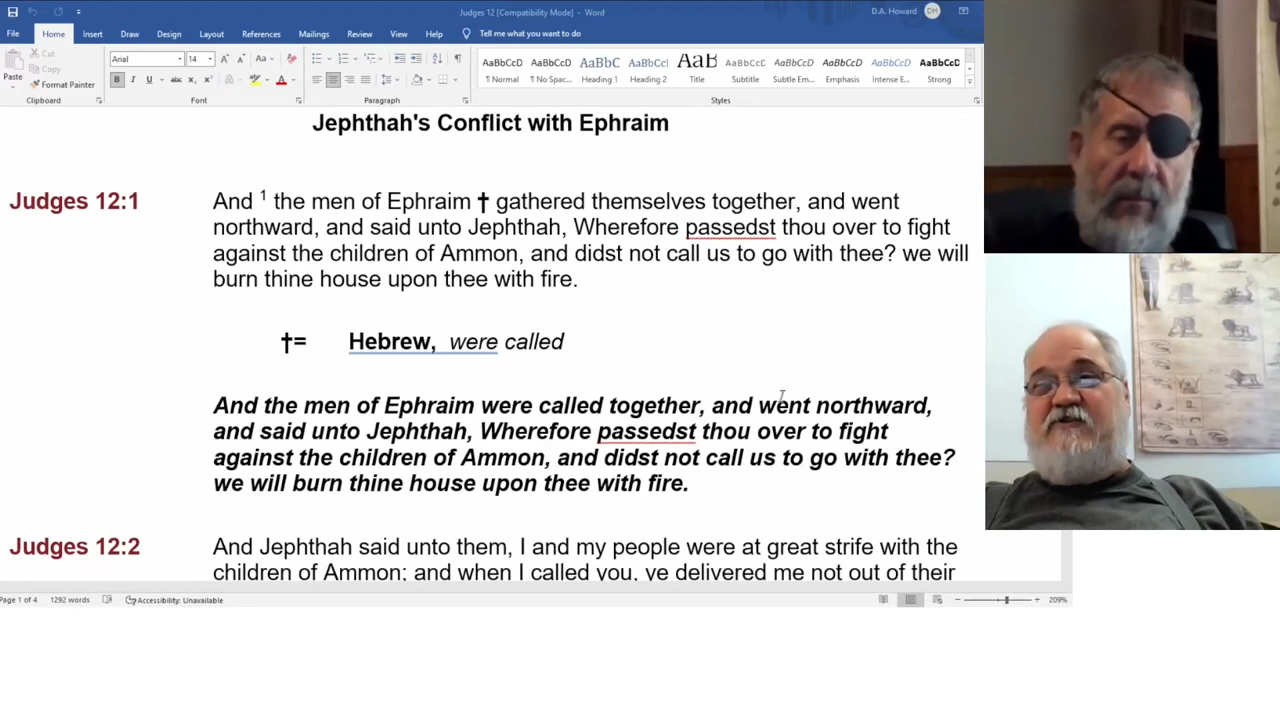 Judges 12 [Compatibility Mode] - Word
D.A. Howard
DH
File Home Insert Draw Design Layout References Mailings Review View Help Tell me what you want to do
Paste
Cut
Copy
Format Painter
Arial 14
B I U
AaBbCcD AaBbCcD AaBbC AaBbCcl AaB AaBbCcD AaBbCcD AaBbCcD AaBbCcD AaBbCcD
¶ Normal ¶ No Spac... Heading 1 Heading 2 Title Subtitle Subtle Em... Emphasis Intense E... Strong
Clipboard Font Paragraph Styles
Jephthah's Conflict with Ephraim
Judges 12:1 And 1 the men of Ephraim ✝ gathered themselves together, and went
northward, and said unto Jephthah, Wherefore passedst thou over to fight
against the children of Ammon, and didst not call us to go with thee? we will
burn thine house upon thee with fire.
✝= Hebrew, were called
And the men of Ephraim were called together, and went northward,
and said unto Jephthah, Wherefore passedst thou over to fight
against the children of Ammon, and didst not call us to go with thee?
we will burn thine house upon thee with fire.
Judges 12:2 And Jephthah said unto them, I and my people were at great strife with the
children of Ammon; and when I called you, ye delivered me not out of their
Page 1 of 4 1292 words Accessibility: Unavailable 209%